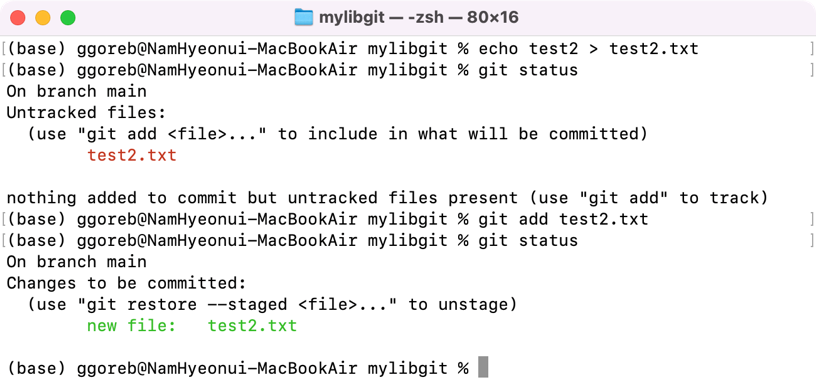 mylibgit — -zsh — 80×16
[(base) ggoreb@NamHyeonui-MacBookAir mylibgit % echo test2 > test2.txt ]
[(base) ggoreb@NamHyeonui-MacBookAir mylibgit % git status ]
On branch main
Untracked files:
  (use "git add <file>..." to include in what will be committed)
        test2.txt

nothing added to commit but untracked files present (use "git add" to track)
[(base) ggoreb@NamHyeonui-MacBookAir mylibgit % git add test2.txt ]
[(base) ggoreb@NamHyeonui-MacBookAir mylibgit % git status ]
On branch main
Changes to be committed:
  (use "git restore --staged <file>..." to unstage)
        new file:   test2.txt

(base) ggoreb@NamHyeonui-MacBookAir mylibgit %